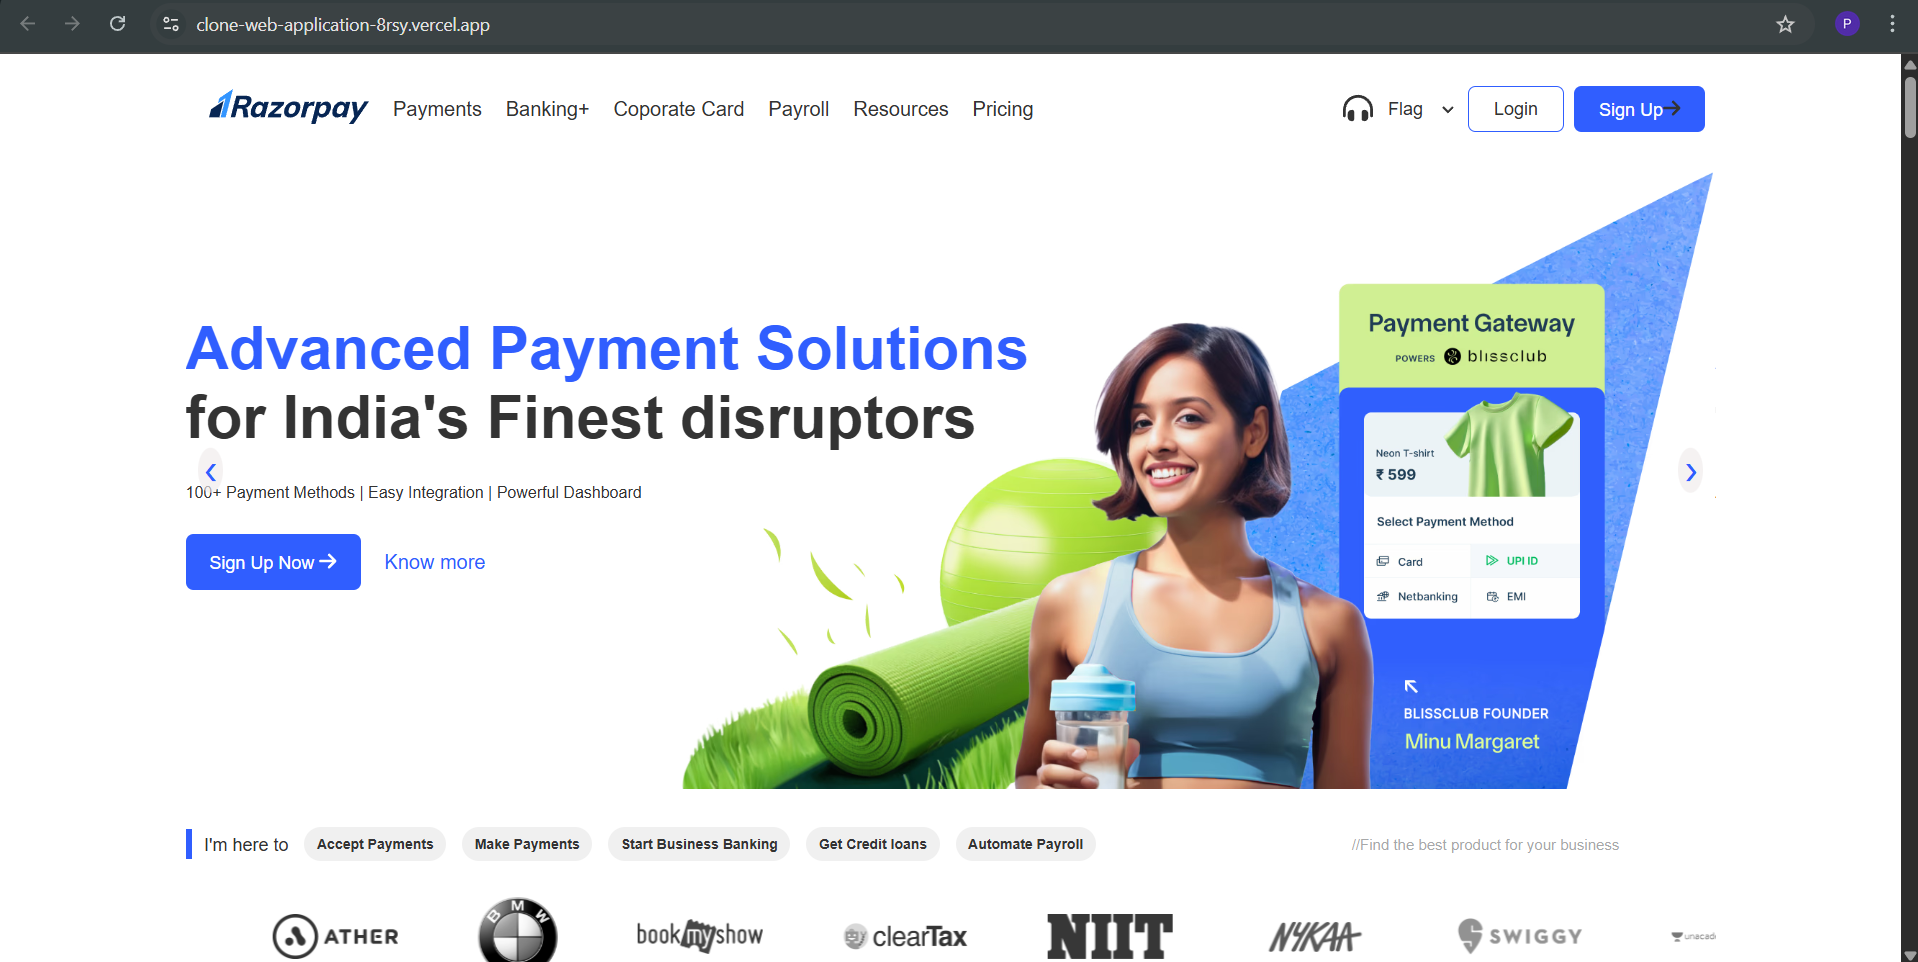 clone-web-application-8rsy.vercel.app
P
Razorpay
Payments Banking+ Coporate Card Payroll Resources Pricing
Flag
Login
Sign Up
Advanced Payment Solutions
for India's Finest disruptors
100+ Payment Methods | Easy Integration | Powerful Dashboard
Sign Up Now
Know more
Payment Gateway
POWERS blissclub
Neon T-shirt
₹ 599
Select Payment Method
Card UPI ID
Netbanking EMI
BLISSCLUB FOUNDER
Minu Margaret
I'm here to Accept Payments Make Payments Start Business Banking Get Credit loans Automate Payroll //Find the best product for your business
ATHER BMW bookmyshow clearTax NIIT NYKAA SWIGGY unacad